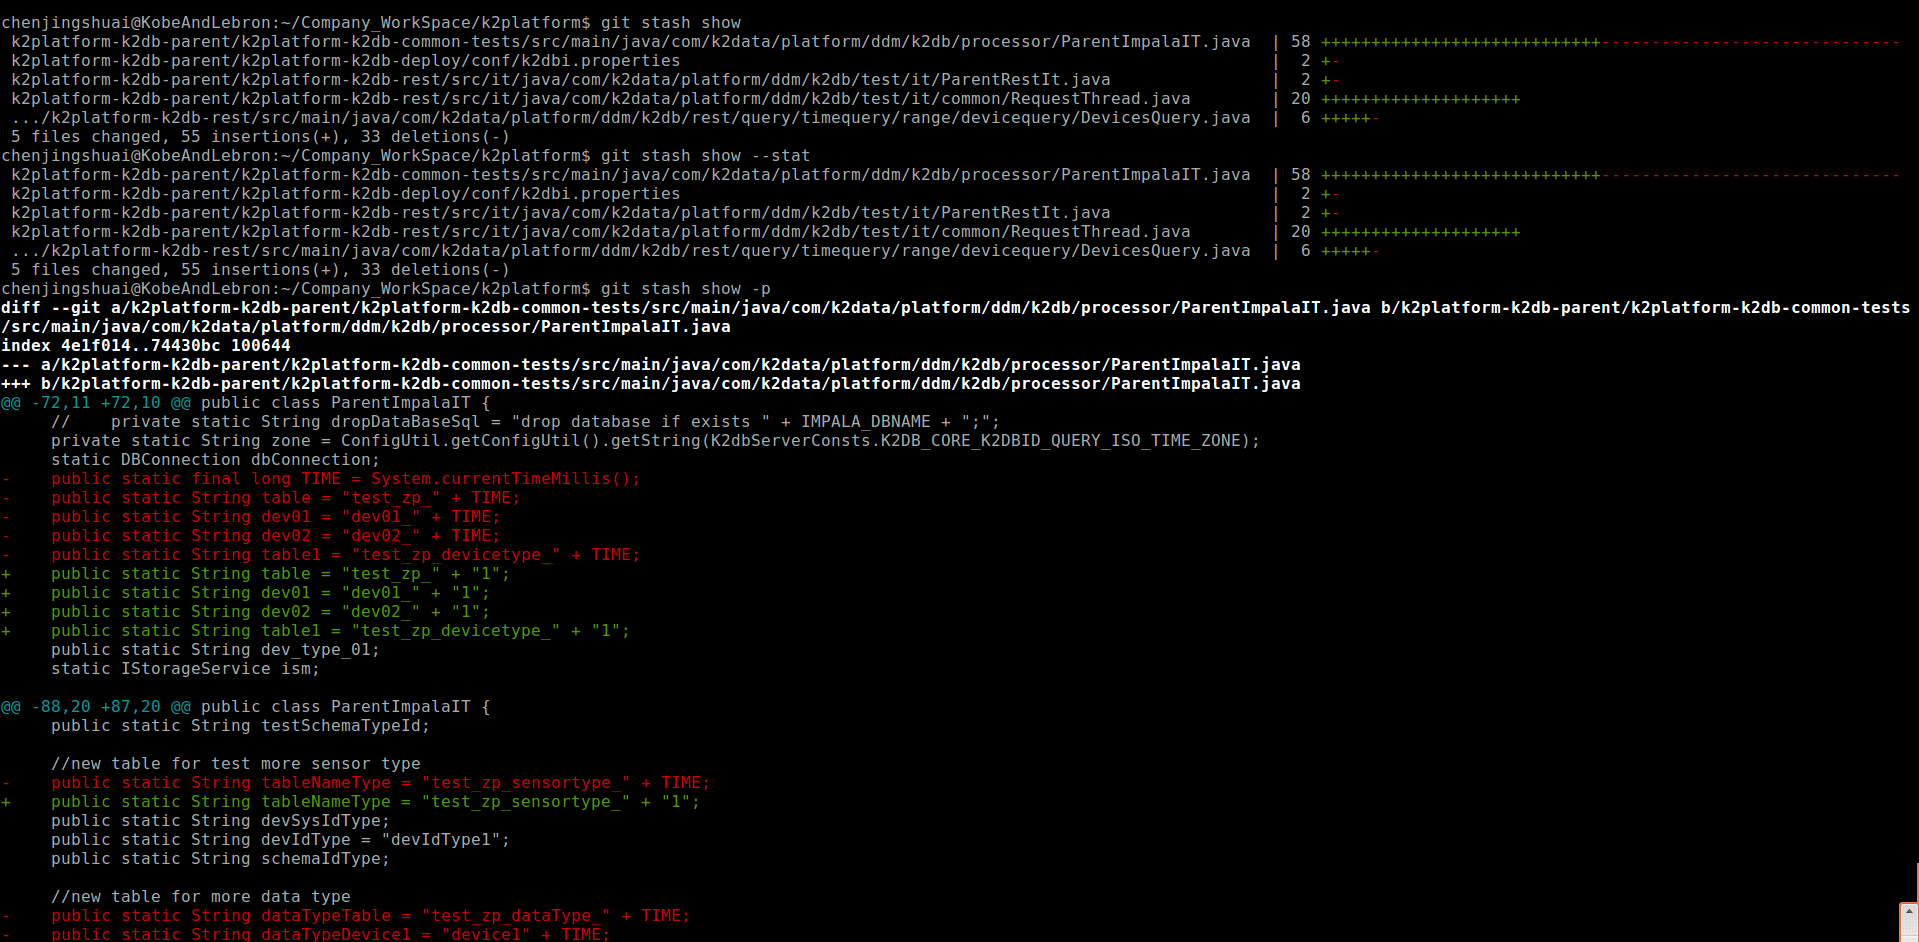 chenjingshuai@KobeAndLebron:~/Company_WorkSpace/k2platform$ git stash show
 k2platform-k2db-parent/k2platform-k2db-common-tests/src/main/java/com/k2data/platform/ddm/k2db/processor/ParentImpalaIT.java  | 58 ++++++++++++++++++++++++++++------------------------------
 k2platform-k2db-parent/k2platform-k2db-deploy/conf/k2dbi.properties                                                           |  2 +-
 k2platform-k2db-parent/k2platform-k2db-rest/src/it/java/com/k2data/platform/ddm/k2db/test/it/ParentRestIt.java                |  2 +-
 k2platform-k2db-parent/k2platform-k2db-rest/src/it/java/com/k2data/platform/ddm/k2db/test/it/common/RequestThread.java        | 20 ++++++++++++++++++++
 .../k2platform-k2db-rest/src/main/java/com/k2data/platform/ddm/k2db/rest/query/timequery/range/devicequery/DevicesQuery.java  |  6 +++++-
 5 files changed, 55 insertions(+), 33 deletions(-)
chenjingshuai@KobeAndLebron:~/Company_WorkSpace/k2platform$ git stash show --stat
 k2platform-k2db-parent/k2platform-k2db-common-tests/src/main/java/com/k2data/platform/ddm/k2db/processor/ParentImpalaIT.java  | 58 ++++++++++++++++++++++++++++------------------------------
 k2platform-k2db-parent/k2platform-k2db-deploy/conf/k2dbi.properties                                                           |  2 +-
 k2platform-k2db-parent/k2platform-k2db-rest/src/it/java/com/k2data/platform/ddm/k2db/test/it/ParentRestIt.java                |  2 +-
 k2platform-k2db-parent/k2platform-k2db-rest/src/it/java/com/k2data/platform/ddm/k2db/test/it/common/RequestThread.java        | 20 ++++++++++++++++++++
 .../k2platform-k2db-rest/src/main/java/com/k2data/platform/ddm/k2db/rest/query/timequery/range/devicequery/DevicesQuery.java  |  6 +++++-
 5 files changed, 55 insertions(+), 33 deletions(-)
chenjingshuai@KobeAndLebron:~/Company_WorkSpace/k2platform$ git stash show -p
diff --git a/k2platform-k2db-parent/k2platform-k2db-common-tests/src/main/java/com/k2data/platform/ddm/k2db/processor/ParentImpalaIT.java b/k2platform-k2db-parent/k2platform-k2db-common-tests
/src/main/java/com/k2data/platform/ddm/k2db/processor/ParentImpalaIT.java
index 4e1f014..74430bc 100644
--- a/k2platform-k2db-parent/k2platform-k2db-common-tests/src/main/java/com/k2data/platform/ddm/k2db/processor/ParentImpalaIT.java
+++ b/k2platform-k2db-parent/k2platform-k2db-common-tests/src/main/java/com/k2data/platform/ddm/k2db/processor/ParentImpalaIT.java
@@ -72,11 +72,10 @@ public class ParentImpalaIT {
     //    private static String dropDataBaseSql = "drop database if exists " + IMPALA_DBNAME + ";";
     private static String zone = ConfigUtil.getConfigUtil().getString(K2dbServerConsts.K2DB_CORE_K2DBID_QUERY_ISO_TIME_ZONE);
     static DBConnection dbConnection;
-    public static final long TIME = System.currentTimeMillis();
-    public static String table = "test_zp_" + TIME;
-    public static String dev01 = "dev01_" + TIME;
-    public static String dev02 = "dev02_" + TIME;
-    public static String table1 = "test_zp_devicetype_" + TIME;
+    public static String table = "test_zp_" + "1";
+    public static String dev01 = "dev01_" + "1";
+    public static String dev02 = "dev02_" + "1";
+    public static String table1 = "test_zp_devicetype_" + "1";
     public static String dev_type_01;
     static IStorageService ism;

@@ -88,20 +87,20 @@ public class ParentImpalaIT {
     public static String testSchemaTypeId;

     //new table for test more sensor type
-    public static String tableNameType = "test_zp_sensortype_" + TIME;
+    public static String tableNameType = "test_zp_sensortype_" + "1";
     public static String devSysIdType;
     public static String devIdType = "devIdType1";
     public static String schemaIdType;

     //new table for more data type
-    public static String dataTypeTable = "test_zp_dataType_" + TIME;
-    public static String dataTypeDevice1 = "device1" + TIME;